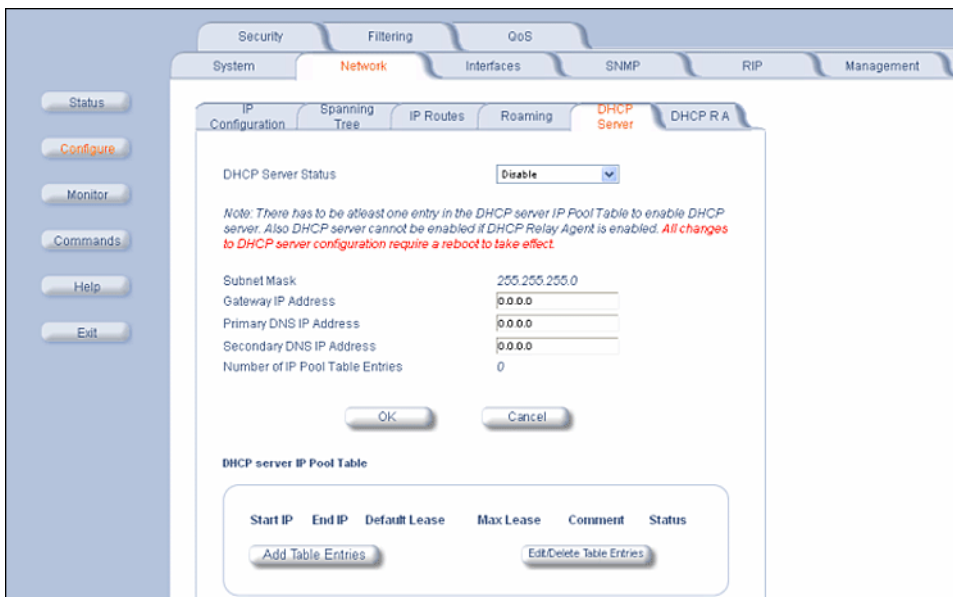 Security Filtering QoS
System Network Interfaces SNMP RIP Management
Status
Configure
Monitor
Commands
Help
Exit
IP Configuration Spanning Tree IP Routes Roaming DHCP Server DHCP R A
DHCP Server Status Disable
Note: There has to be atleast one entry in the DHCP server IP Pool Table to enable DHCP
server. Also DHCP server cannot be enabled if DHCP Relay Agent is enabled. All changes
to DHCP server configuration require a reboot to take effect.
Subnet Mask 255.255.255.0
Gateway IP Address 0.0.0.0
Primary DNS IP Address 0.0.0.0
Secondary DNS IP Address 0.0.0.0
Number of IP Pool Table Entries 0
OK Cancel
DHCP server IP Pool Table
Start IP End IP Default Lease Max Lease Comment Status
Add Table Entries Edit/Delete Table Entries